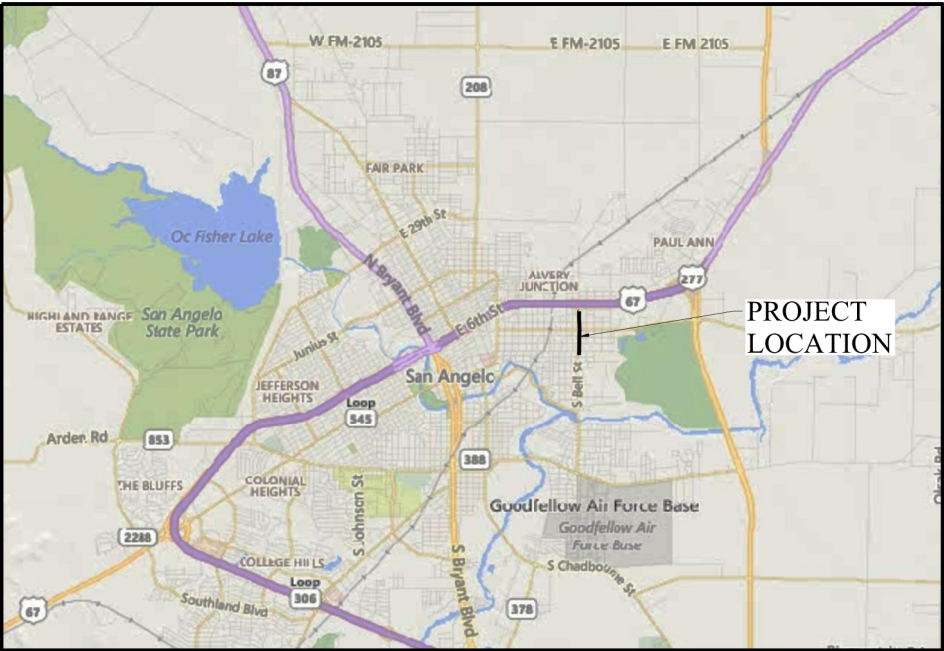 W FM-2105
E FM-2105
E FM 2105
87
208
FAIR PARK
E 29th St
Oc Fisher Lake
PAUL ANN
N Bryant Blvd
ALVERY
JUNCTION
277
67
HIGHLAND RANGE
ESTATES
San Angelo
State Park
E 6th St
PROJECT
LOCATION
Junius St
San Angelo
S Bell St
JEFFERSON
HEIGHTS
Loop
545
Arden Rd
853
388
THE BLUFFS
COLONIAL
HEIGHTS
S Johnson St
Goodfellow Air Force Base
Goodfellow Air
Force Base
2288
COLLEGE HILLS
S Bryant Blvd
S Chadbourne St
Loop
306
Southland Blvd
67
378